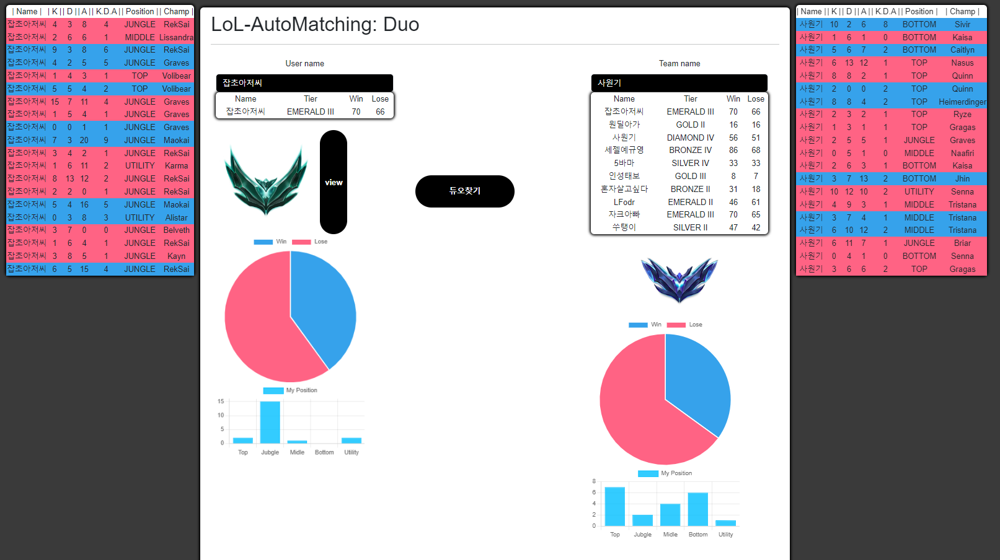 | Name | | K | | D | | A | | K.D.A | | Position | | Champ |
잡초아저씨 4 3 8 4 JUNGLE RekSai
잡초아저씨 2 6 6 1 MIDDLE Lissandra
잡초아저씨 9 3 8 6 JUNGLE RekSai
잡초아저씨 4 2 5 5 JUNGLE Graves
잡초아저씨 1 4 3 1 TOP Volibear
잡초아저씨 5 5 4 2 TOP Volibear
잡초아저씨 15 7 11 4 JUNGLE Graves
잡초아저씨 1 5 4 1 JUNGLE Graves
잡초아저씨 0 0 1 1 JUNGLE Graves
잡초아저씨 7 3 20 9 JUNGLE Maokai
잡초아저씨 3 4 2 1 JUNGLE RekSai
잡초아저씨 1 6 11 2 UTILITY Karma
잡초아저씨 8 13 12 2 JUNGLE RekSai
잡초아저씨 2 2 0 1 JUNGLE RekSai
잡초아저씨 5 4 16 5 JUNGLE Maokai
잡초아저씨 0 3 8 3 UTILITY Alistar
잡초아저씨 3 7 0 0 JUNGLE Belveth
잡초아저씨 1 6 4 1 JUNGLE RekSai
잡초아저씨 3 8 5 1 JUNGLE Kayn
잡초아저씨 6 5 15 4 JUNGLE RekSai
LoL-AutoMatching: Duo
User name
잡초아저씨
Name Tier Win Lose
잡초아저씨 EMERALD III 70 66
view
Win Lose
My Position
15
10
5
0
Top Jubgle Midle Bottom Utility
듀오찾기
Team name
사원기
Name Tier Win Lose
잡초아저씨 EMERALD III 70 66
원딜아가 GOLD II 16 16
사원기 DIAMOND IV 56 51
세젤예규영 BRONZE IV 86 68
5바마 SILVER IV 33 33
인성태보 GOLD III 8 7
혼자살고싶다 BRONZE II 31 18
LFodr EMERALD II 46 61
자크아빠 EMERALD III 70 65
쑤탱이 SILVER II 47 42
Win Lose
My Position
8
6
4
2
0
Top Jubgle Midle Bottom Utility
| Name | | K | | D | | A | | K.D.A | | Position | | Champ |
사원기 10 2 6 8 BOTTOM Sivir
사원기 1 6 1 0 BOTTOM Kaisa
사원기 5 6 7 2 BOTTOM Caitlyn
사원기 6 13 12 1 TOP Nasus
사원기 8 8 2 1 TOP Quinn
사원기 2 0 0 2 TOP Quinn
사원기 8 8 4 2 TOP Heimerdinger
사원기 2 3 2 1 TOP Ryze
사원기 1 3 1 1 TOP Gragas
사원기 2 5 5 1 JUNGLE Graves
사원기 0 5 1 0 MIDDLE Naafiri
사원기 2 6 3 1 BOTTOM Kaisa
사원기 3 7 13 2 BOTTOM Jhin
사원기 10 12 10 2 UTILITY Senna
사원기 4 9 3 1 MIDDLE Tristana
사원기 3 7 4 1 MIDDLE Tristana
사원기 6 10 12 2 MIDDLE Tristana
사원기 6 11 7 1 JUNGLE Briar
사원기 0 4 1 0 BOTTOM Senna
사원기 3 6 6 2 TOP Gragas